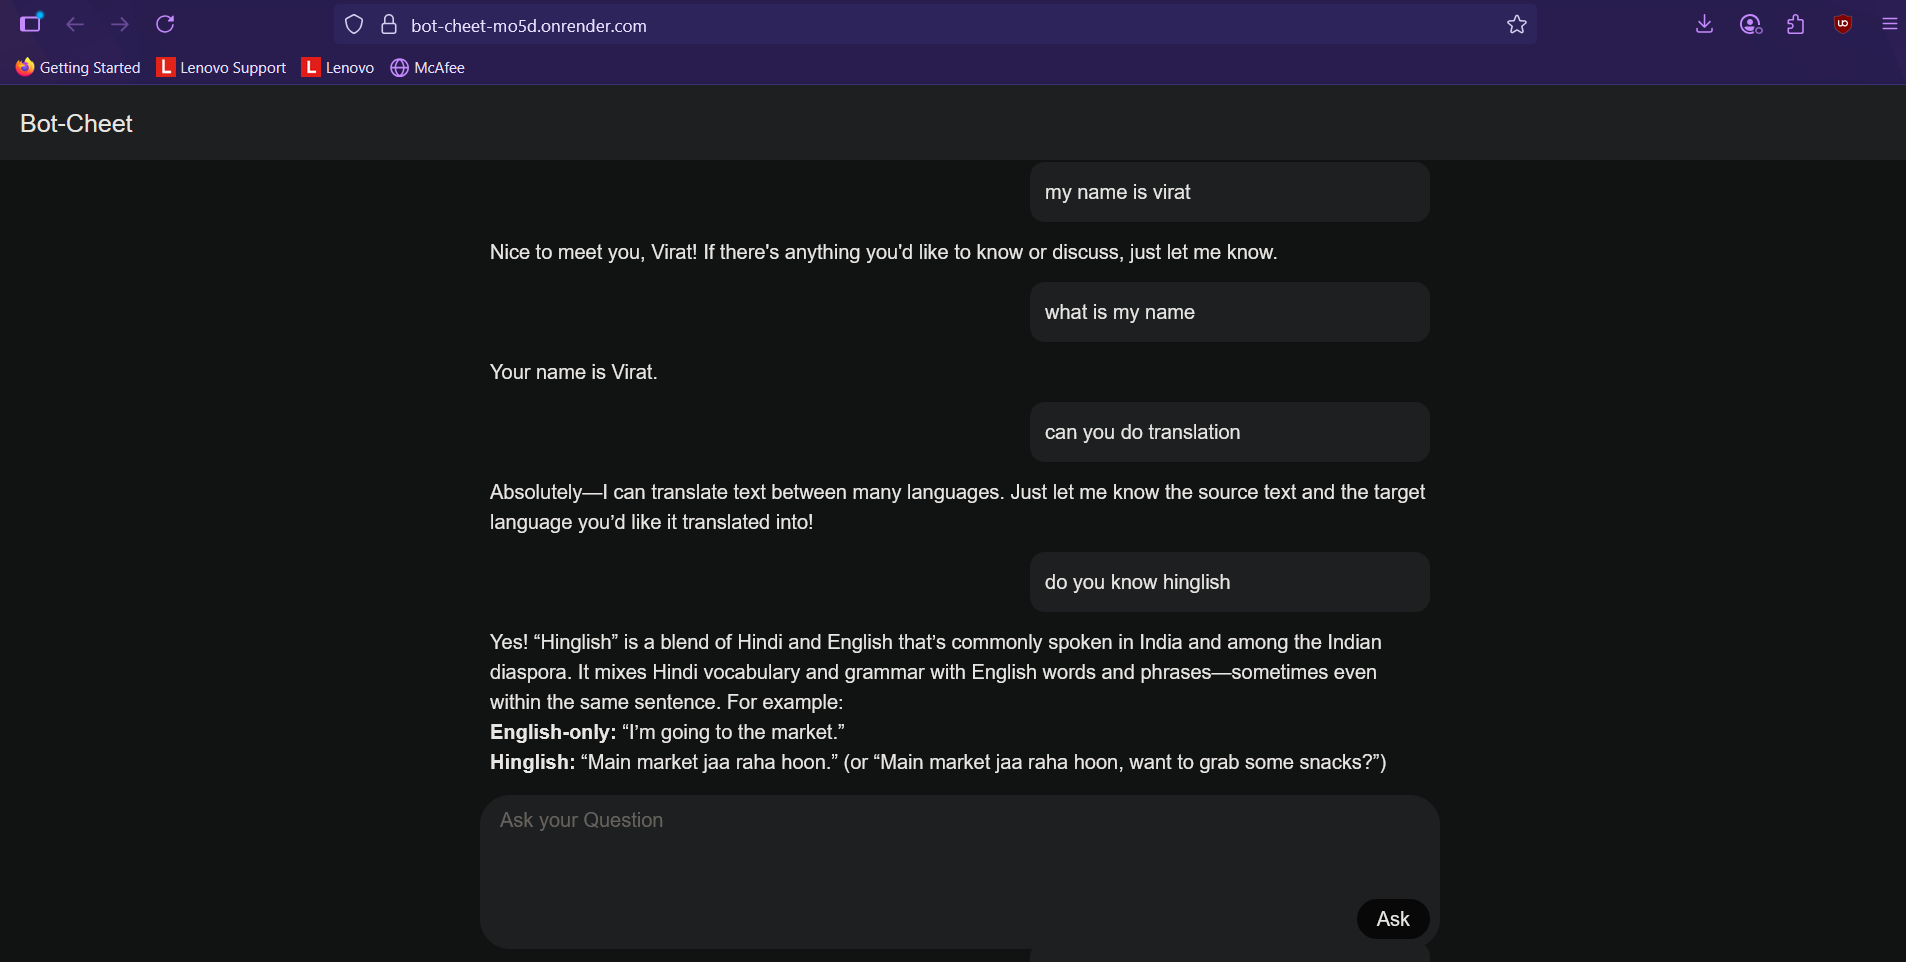 bot-cheet-mo5d.onrender.com
Getting Started
Lenovo Support
Lenovo
McAfee
Bot-Cheet
my name is virat
Nice to meet you, Virat! If there's anything you'd like to know or discuss, just let me know.
what is my name
Your name is Virat.
can you do translation
Absolutely—I can translate text between many languages. Just let me know the source text and the target
language you’d like it translated into!
do you know hinglish
Yes! “Hinglish” is a blend of Hindi and English that’s commonly spoken in India and among the Indian
diaspora. It mixes Hindi vocabulary and grammar with English words and phrases—sometimes even
within the same sentence. For example:
English-only: “I’m going to the market.”
Hinglish: “Main market jaa raha hoon.” (or “Main market jaa raha hoon, want to grab some snacks?”)
Ask your Question
Ask